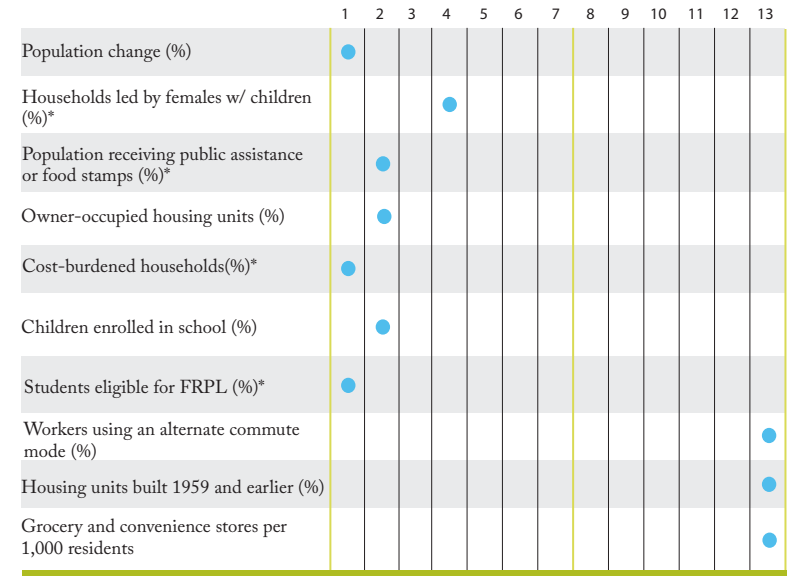 1 2 3 4 5 6 7 8 9 10 11 12 13
Population change (%)
Households led by females w/ children
(%)*
Population receiving public assistance
or food stamps (%)*
Owner-occupied housing units (%)
Cost-burdened households(%)*
Children enrolled in school (%)
Students eligible for FRPL (%)*
Workers using an alternate commute
mode (%)
Housing units built 1959 and earlier (%)
Grocery and convenience stores per
1,000 residents